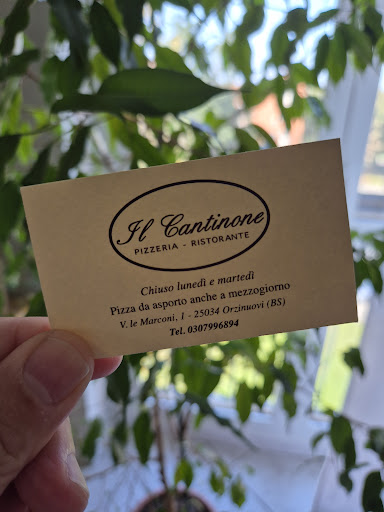 Il Cantinone
PIZZERIA - RISTORANTE
Chiuso lunedì e martedì
Pizza da asporto anche a mezzogiorno
V. le Marconi, 1 - 25034 Orzinuovi (BS)
Tel. 0307996894